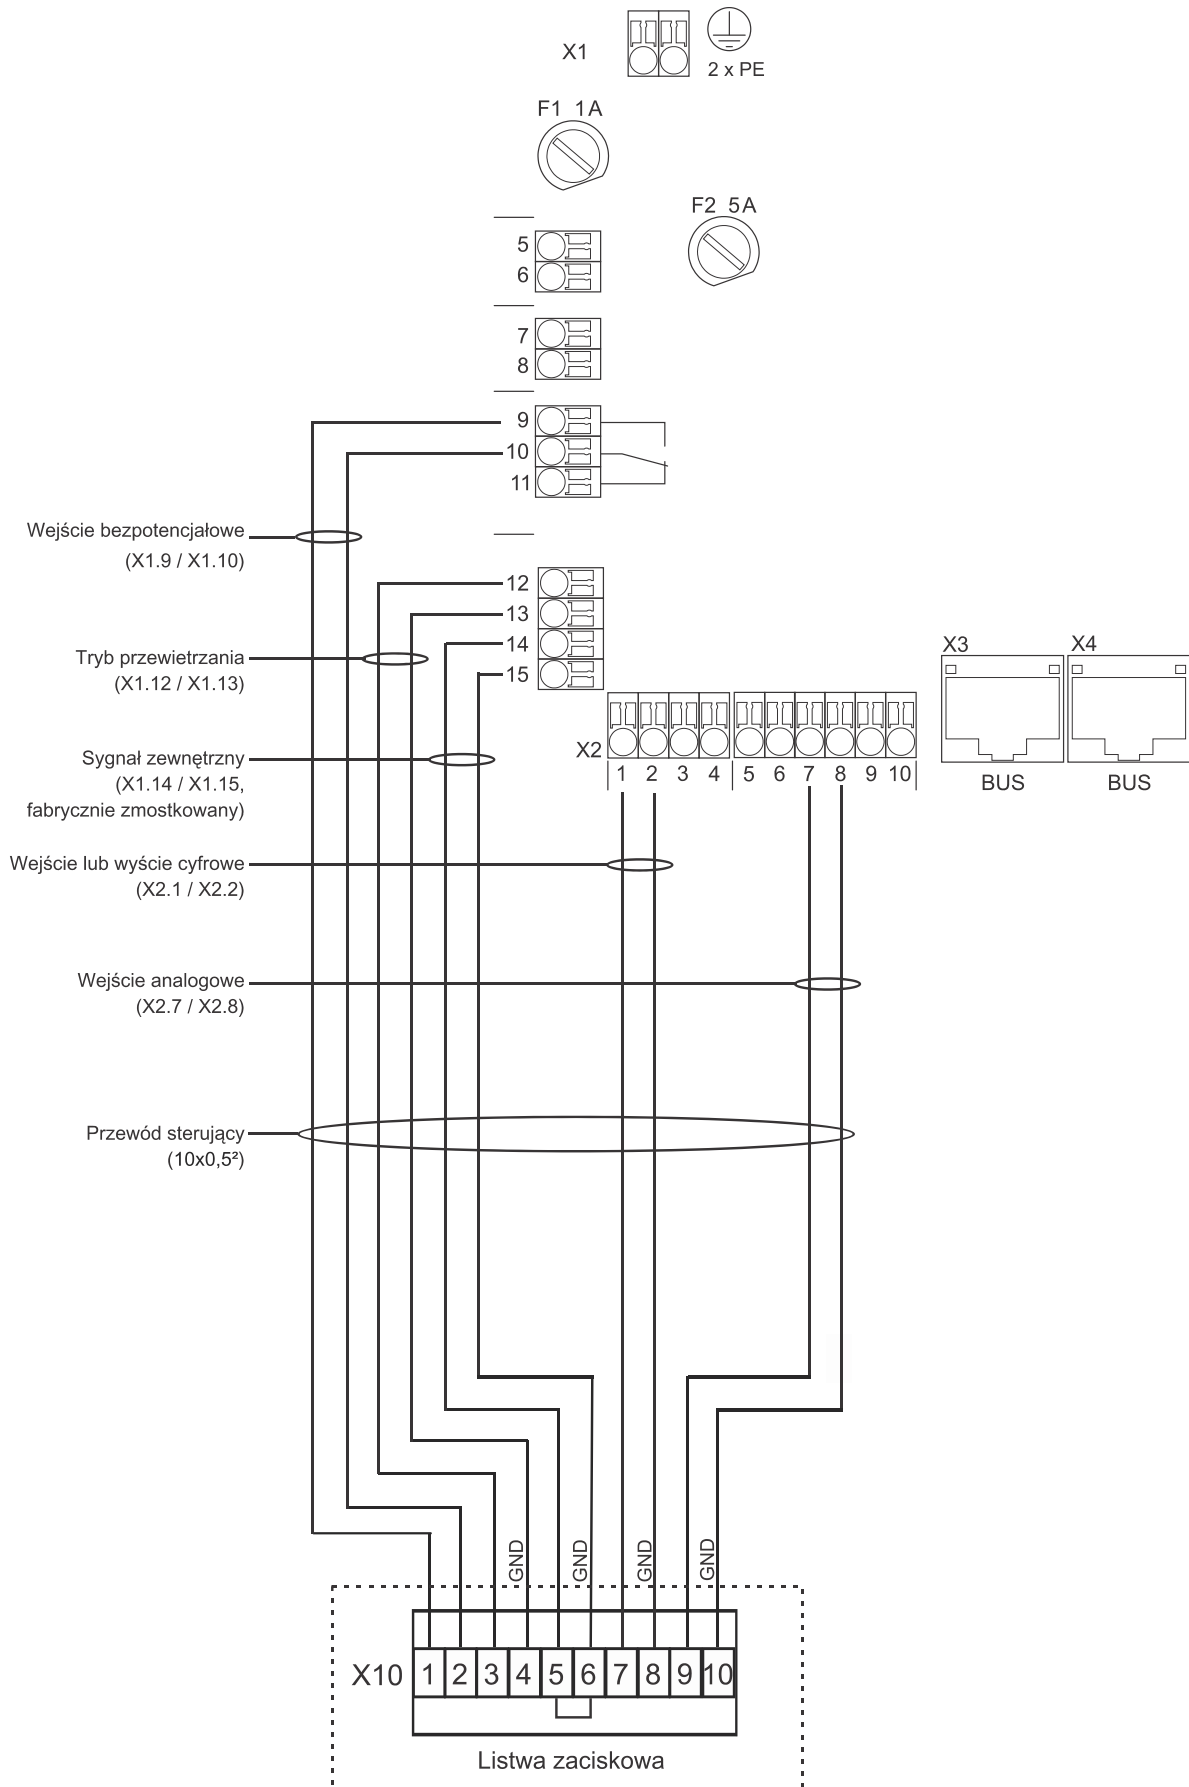 X1
2 x PE
F1 1A
F2 5A
5
6
7
8
9
10
11
Wejście bezpotencjałowe
(X1.9 / X1.10)
12
13
14
15
Tryb przewietrzania
(X1.12 / X1.13)
X3
X4
X2
1 2 3 4 5 6 7 8 9 10
BUS
BUS
Sygnał zewnętrzny
(X1.14 / X1.15,
fabrycznie zmostkowany)
Wejście lub wyście cyfrowe
(X2.1 / X2.2)
Wejście analogowe
(X2.7 / X2.8)
Przewód sterujący
(10x0,5²)
GND
GND
GND
GND
X10 1 2 3 4 5 6 7 8 9 10
Listwa zaciskowa